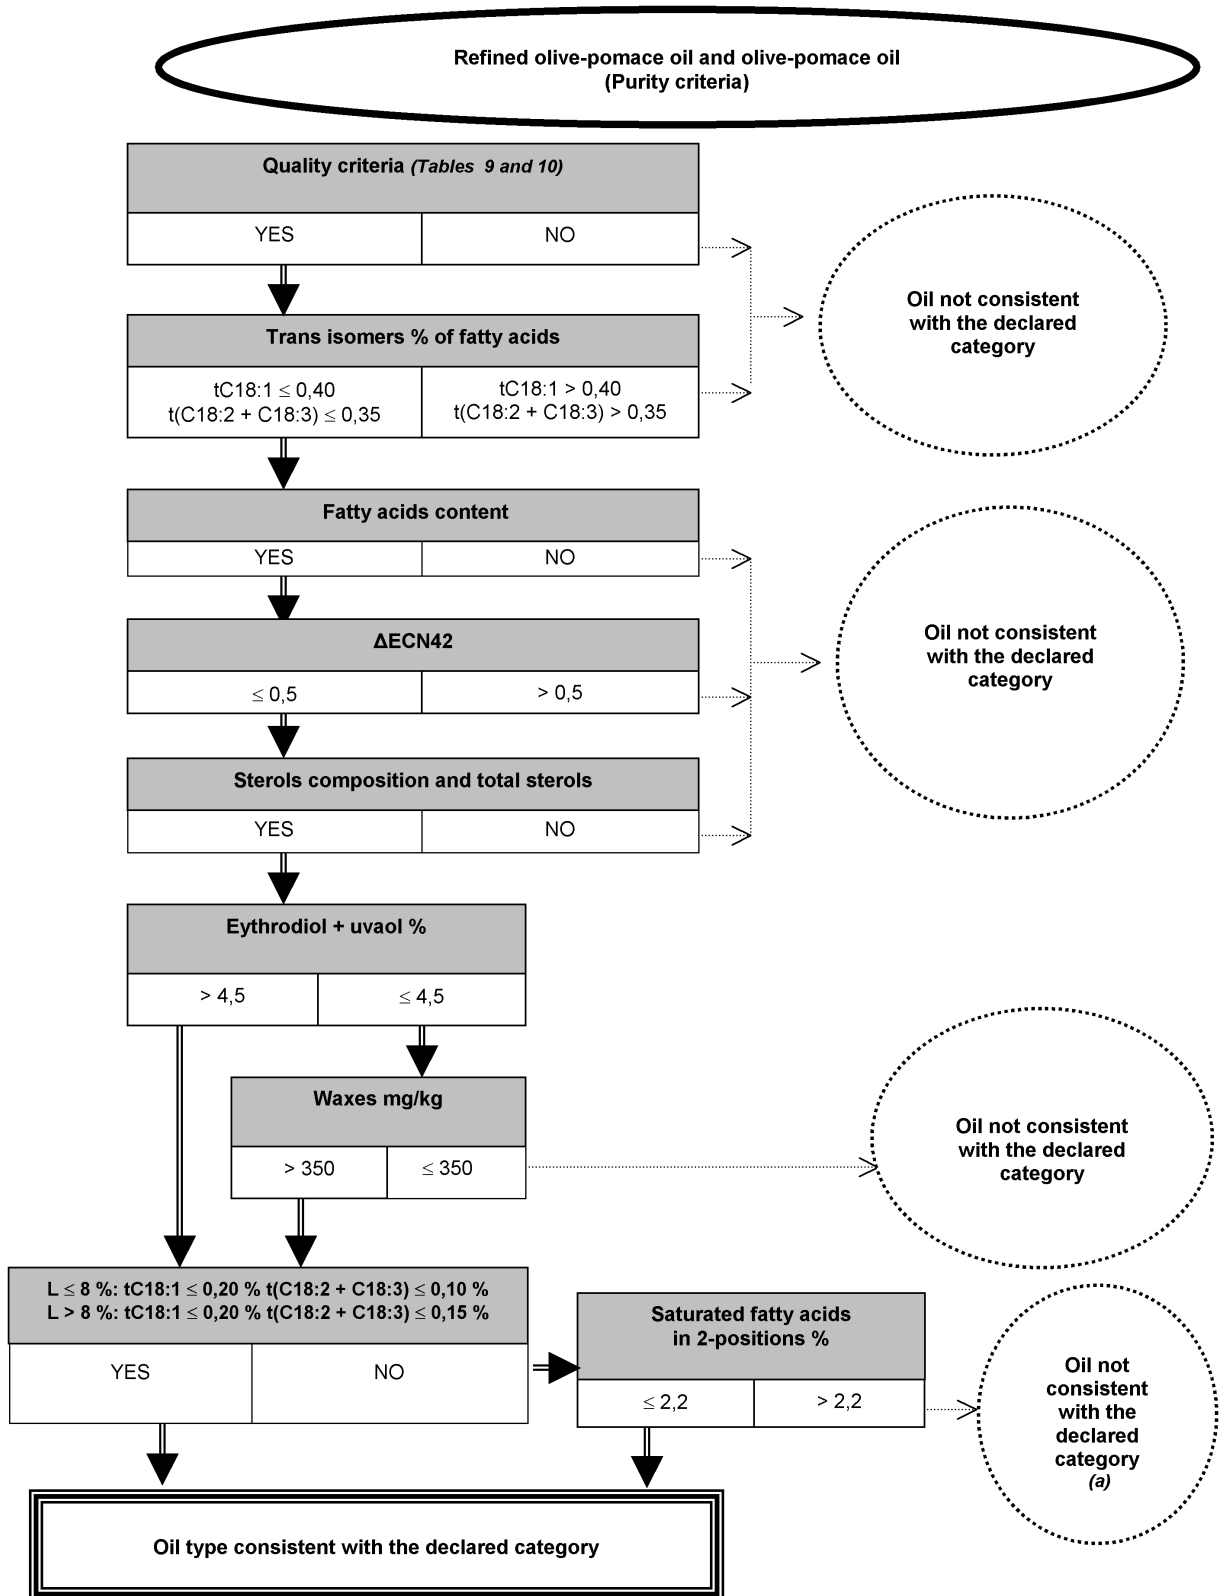 Refined olive-pomace oil and olive-pomace oil
(Purity criteria)
Quality criteria (Tables 9 and 10)
YES
NO
Oil not consistent
with the declared
category
Trans isomers % of fatty acids
tC18:1 ≤ 0,40
t(C18:2 + C18:3) ≤ 0,35
tC18:1 > 0,40
t(C18:2 + C18:3) > 0,35
Fatty acids content
YES
NO
Oil not consistent
with the declared
category
ΔECN42
≤ 0,5
> 0,5
Sterols composition and total sterols
YES
NO
Eythrodiol + uvaol %
> 4,5
≤ 4,5
Waxes mg/kg
> 350
≤ 350
Oil not consistent
with the declared
category
L ≤ 8 %: tC18:1 ≤ 0,20 % t(C18:2 + C18:3) ≤ 0,10 %
L > 8 %: tC18:1 ≤ 0,20 % t(C18:2 + C18:3) ≤ 0,15 %
YES
NO
Saturated fatty acids
in 2-positions %
≤ 2,2
> 2,2
Oil not
consistent
with the
declared
category
(a)
Oil type consistent with the declared category